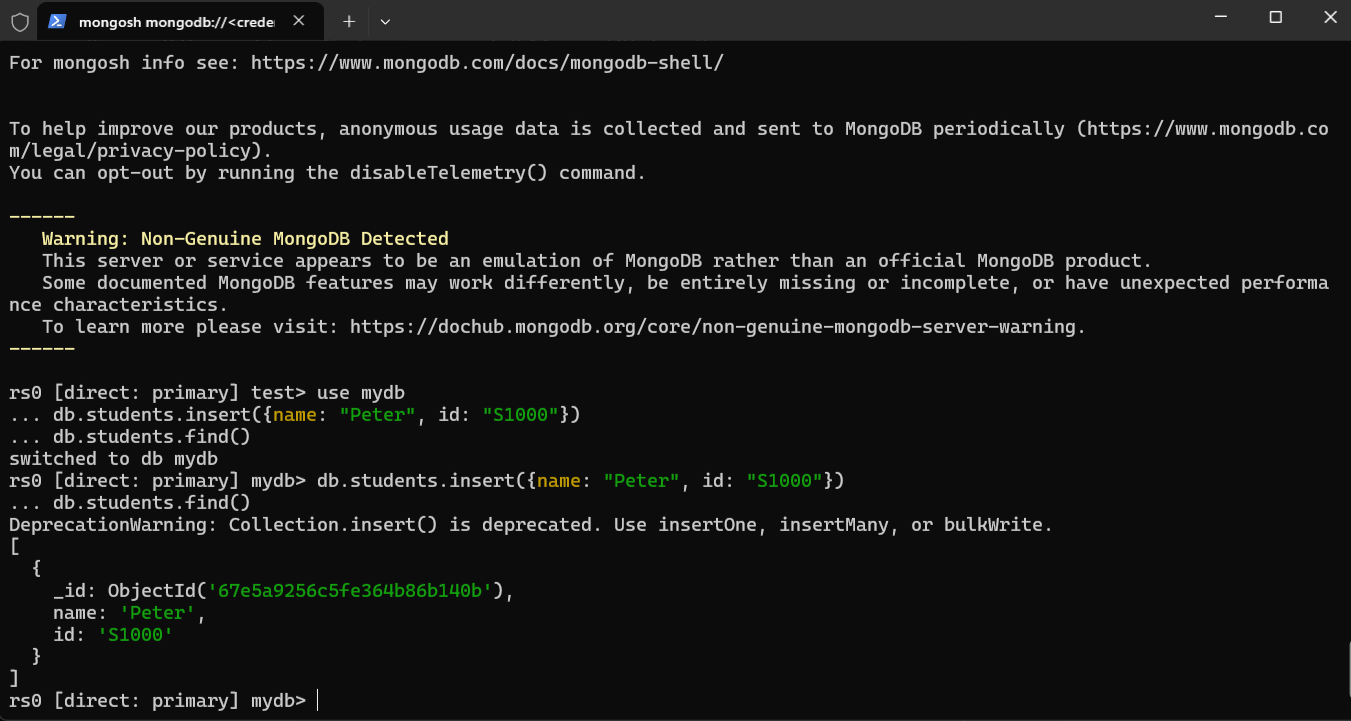 mongosh mongodb://<crede
For mongosh info see: https://www.mongodb.com/docs/mongodb-shell/
To help improve our products, anonymous usage data is collected and sent to MongoDB periodically (https://www.mongodb.co
m/legal/privacy-policy).
You can opt-out by running the disableTelemetry() command.
------
Warning: Non-Genuine MongoDB Detected
This server or service appears to be an emulation of MongoDB rather than an official MongoDB product.
Some documented MongoDB features may work differently, be entirely missing or incomplete, or have unexpected performa
nce characteristics.
To learn more please visit: https://dochub.mongodb.org/core/non-genuine-mongodb-server-warning.
------
rs0 [direct: primary] test> use mydb
... db.students.insert({name: "Peter", id: "S1000"})
... db.students.find()
switched to db mydb
rs0 [direct: primary] mydb> db.students.insert({name: "Peter", id: "S1000"})
... db.students.find()
DeprecationWarning: Collection.insert() is deprecated. Use insertOne, insertMany, or bulkWrite.
[
  {
    _id: ObjectId('67e5a9256c5fe364b86b140b'),
    name: 'Peter',
    id: 'S1000'
  }
]
rs0 [direct: primary] mydb>